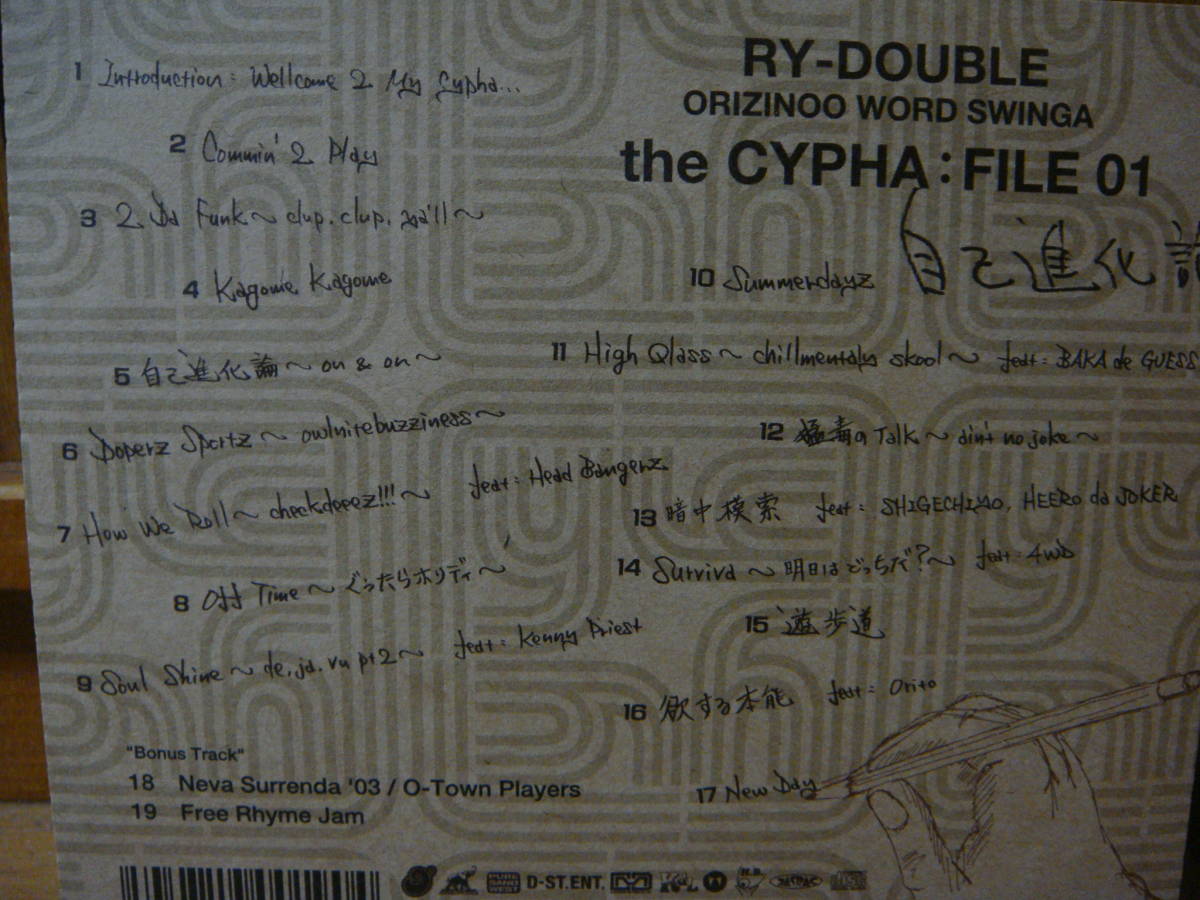 RY-DOUBLE
ORIZINOO WORD SWINGA
the CYPHA:FILE 01
自己進化論
1 Introduction: Wellcome 2 My Cypha...
2 Commin' 2 Play
3 2 Da Funk〜clup. clup. yaa'll〜
4 Kagome Kagome
5 自己進化論〜on & on〜
6 Doperz Sportz〜owlnitebuzziness〜
feat: Head Bangerz
7 How We Roll〜checkdeeez!!!〜
8 Off Time〜ぐったらホリディ〜
9 Soul Shine〜de.ja.vu pt2〜 feat: Kenny Priest
10 Summerdayz
11 High Qlass〜chillmentaly skool〜 feat: BAKA de GUESS
12 猛毒のTalk〜ain't no joke〜
13 暗中模索 feat: SHIGECHIYO, HEERO da JOKER
14 Surviva〜明日はどっちだ?〜 feat: 4WD
15 遊歩道
16 欲する本能 feat: Orito
17 New Day
"Bonus Track"
18 Neva Surrenda '03 / O-Town Players
19 Free Rhyme Jam
PURE SAND WEST D-ST.ENT.